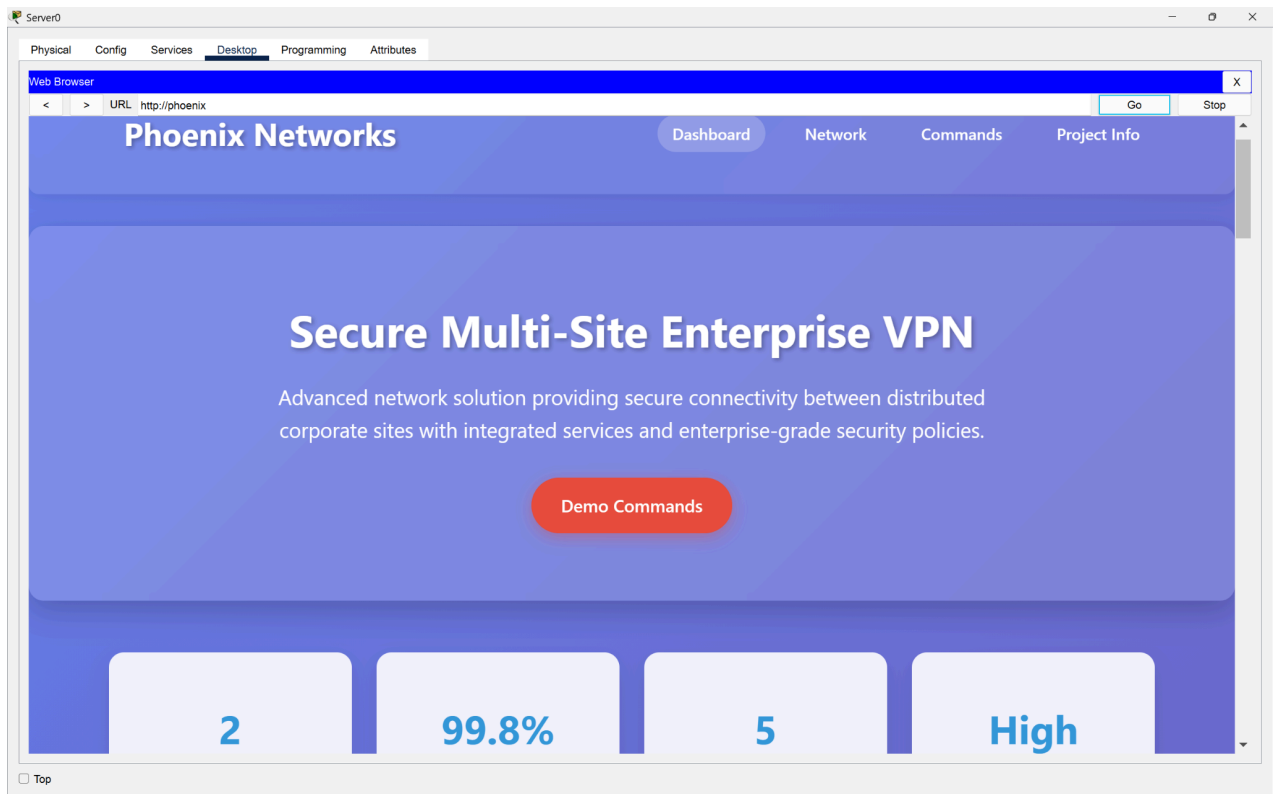 Server0
Physical Config Services Desktop Programming Attributes
Web Browser X
< > URL http://phoenix Go Stop
Phoenix Networks Dashboard Network Commands Project Info
Secure Multi-Site Enterprise VPN
Advanced network solution providing secure connectivity between distributed
corporate sites with integrated services and enterprise-grade security policies.
Demo Commands
2 99.8% 5 High
Top